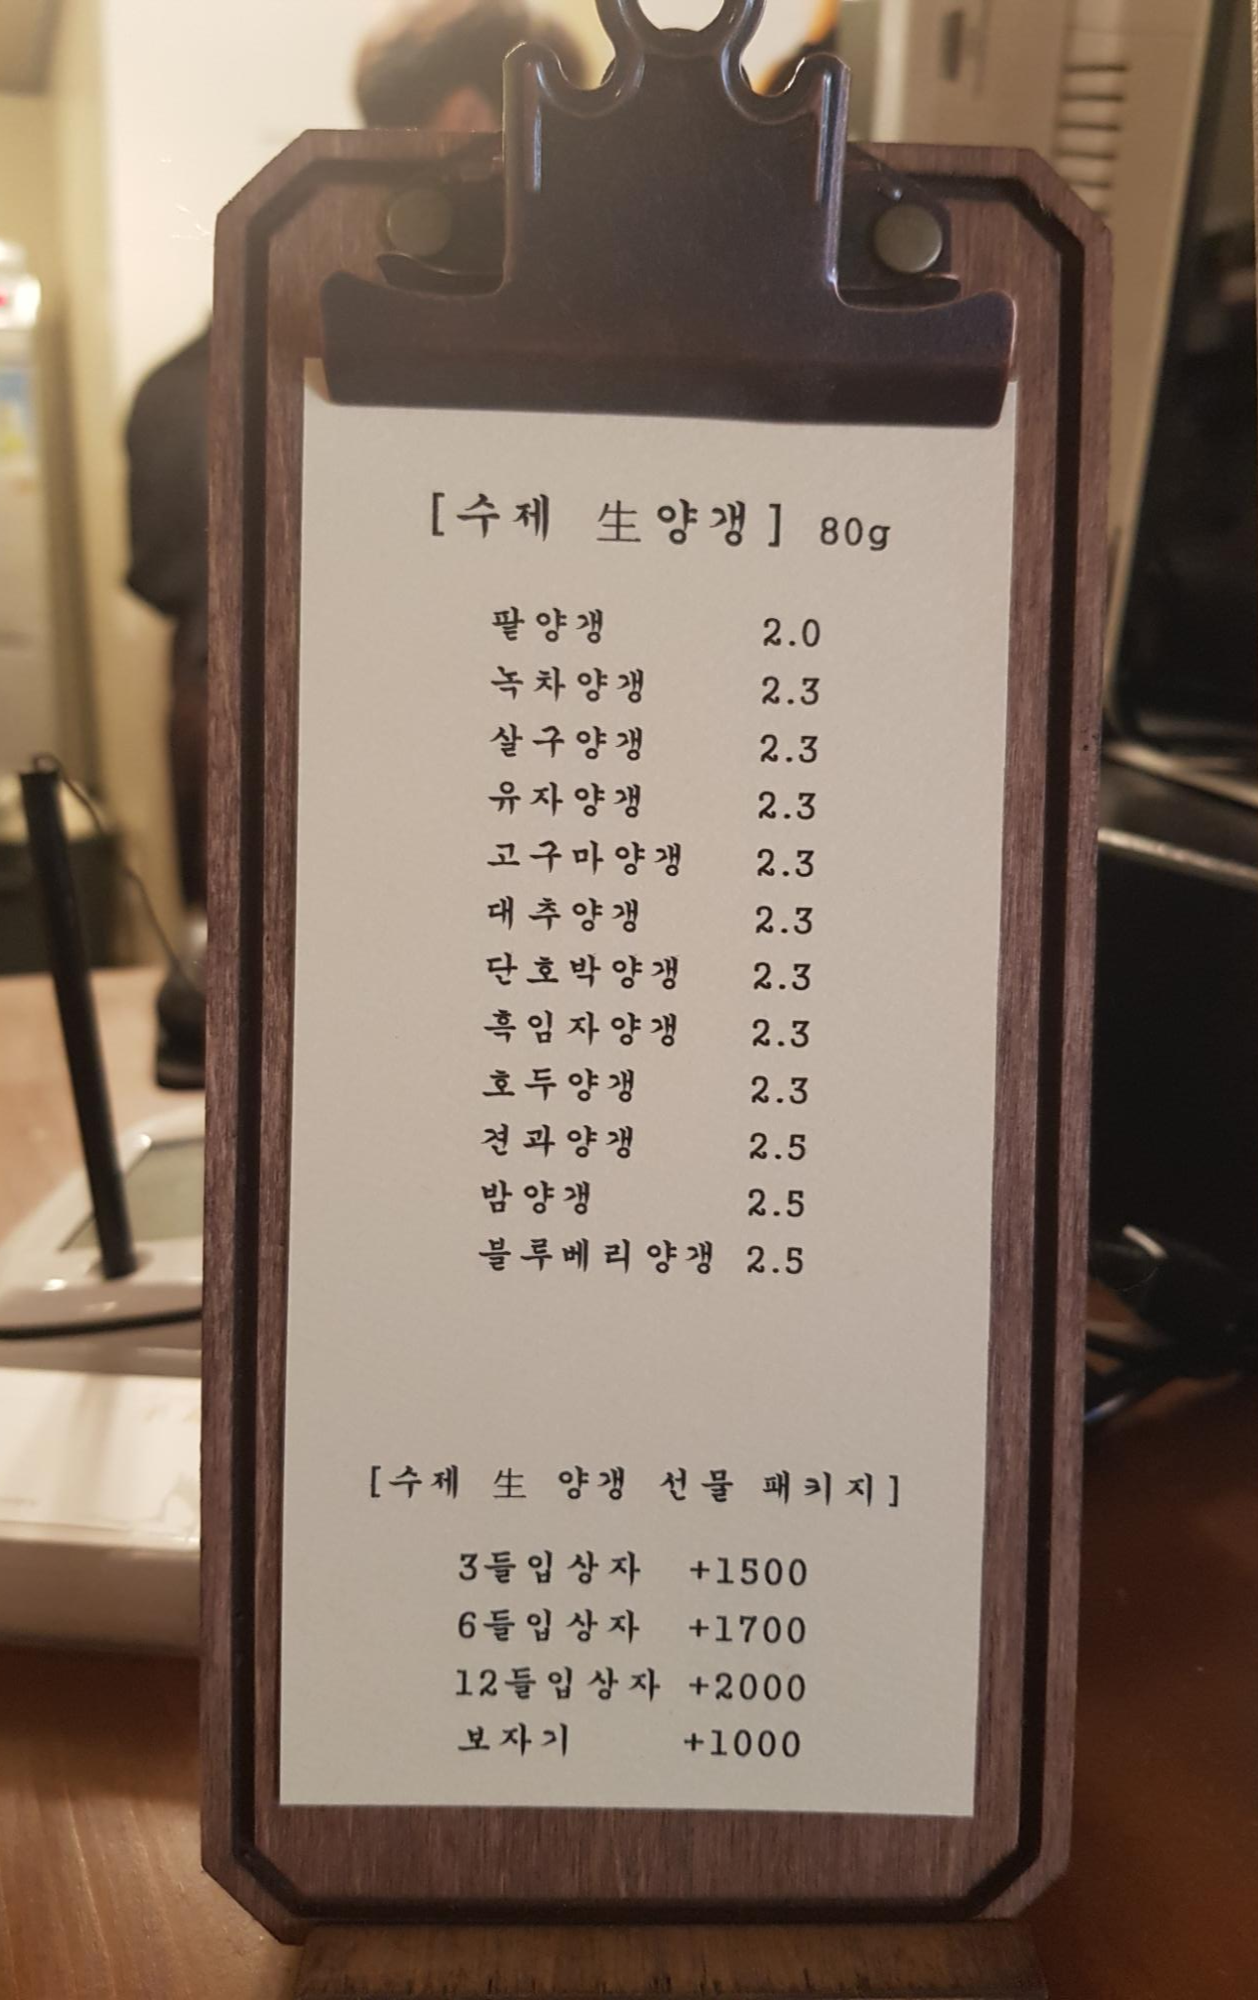 [수제 生양갱] 80g
팥양갱 2.0
녹차양갱 2.3
살구양갱 2.3
유자양갱 2.3
고구마양갱 2.3
대추양갱 2.3
단호박양갱 2.3
흑임자양갱 2.3
호두양갱 2.3
견과양갱 2.5
밤양갱 2.5
블루베리양갱 2.5
[수제 生 양갱 선물 패키지]
3들입상자 +1500
6들입상자 +1700
12들입상자 +2000
보자기 +1000